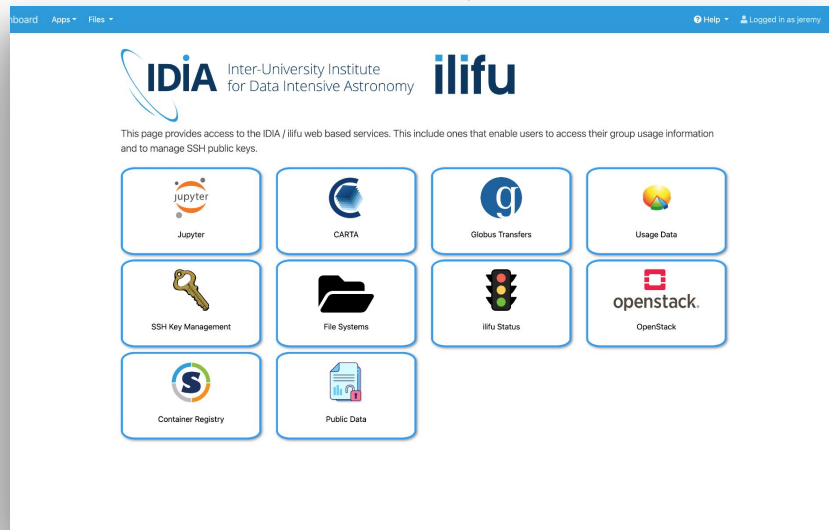 Apps
Files
Help
Logged in as jeremy
IDiA
Inter-University Institute
for Data Intensive Astronomy
ilifu
This page provides access to the IDIA / ilifu web based services. This include ones that enable users to access their group usage information
and to manage SSH public keys.
jupyter
Jupyter
CARTA
g
Globus Transfers
Usage Data
SSH Key Management
File Systems
ilifu Status
openstack.
OpenStack
S
Container Registry
Public Data